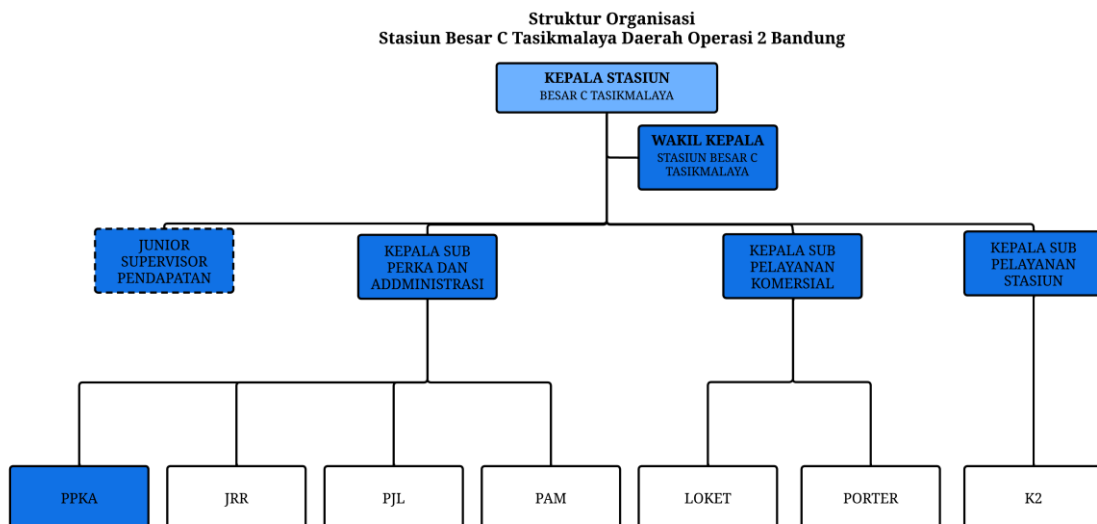 Struktur Organisasi
Stasiun Besar C Tasikmalaya Daerah Operasi 2 Bandung
KEPALA STASIUN
BESAR C TASIKMALAYA
WAKIL KEPALA
STASIUN BESAR C
TASIKMALAYA
JUNIOR
SUPERVISOR
PENDAPATAN
KEPALA SUB
PERKA DAN
ADDMINISTRASI
KEPALA SUB
PELAYANAN
KOMERSIAL
KEPALA SUB
PELAYANAN
STASIUN
PPKA
JRR
PJL
PAM
LOKET
PORTER
K2